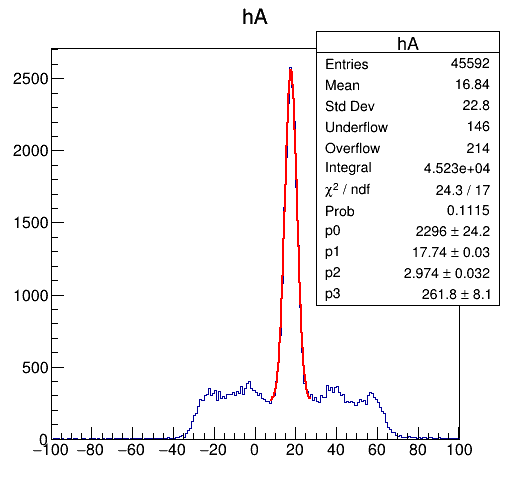 hA
hA
Entries 45592
Mean 16.84
Std Dev 22.8
Underflow 146
Overflow 214
Integral 4.523e+04
χ² / ndf 24.3 / 17
Prob 0.1115
p0 2296 ± 24.2
p1 17.74 ± 0.03
p2 2.974 ± 0.032
p3 261.8 ± 8.1
2500
2000
1500
1000
500
0
−100 −80 −60 −40 −20 0 20 40 60 80 100